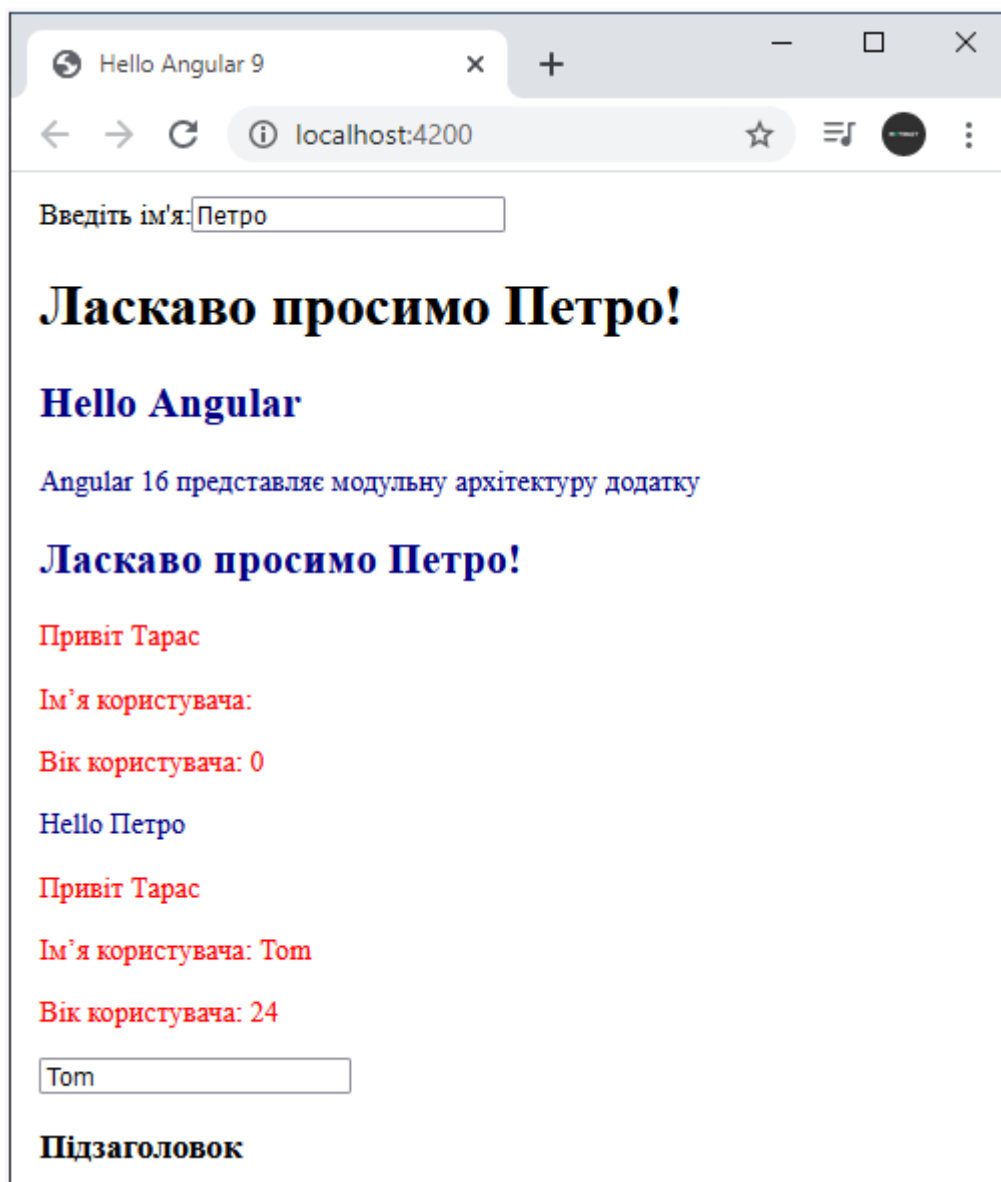 Hello Angular 9
localhost:4200
Введіть ім'я: Петро
Ласкаво просимо Петро!
Hello Angular
Angular 16 представляє модульну архітектуру додатку
Ласкаво просимо Петро!
Привіт Тарас
Ім’я користувача:
Вік користувача: 0
Hello Петро
Привіт Тарас
Ім’я користувача: Tom
Вік користувача: 24
Tom
Підзаголовок